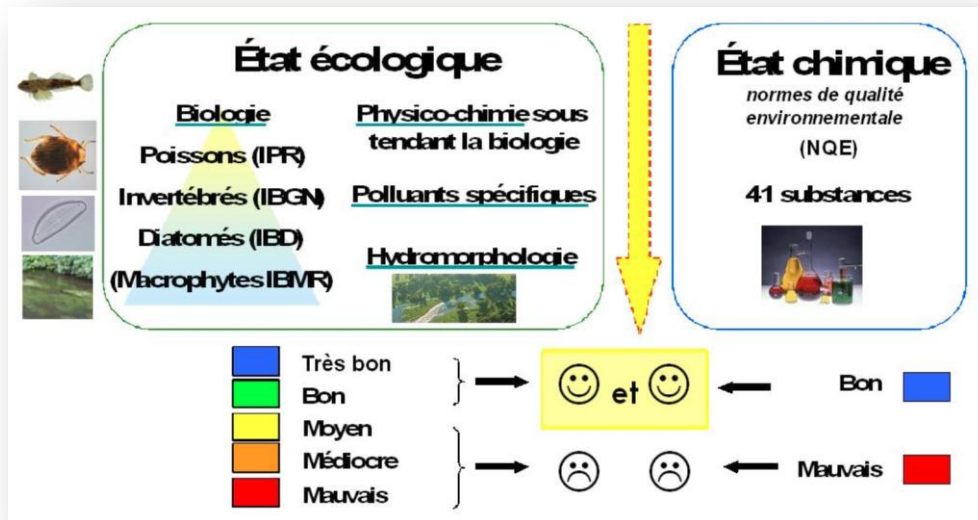 État écologique
Biologie
Poissons (IPR)
Invertébrés (IBGN)
Diatomés (IBD)
(Macrophytes IBMR)
Physico-chimie sous
tendant la biologie
Polluants spécifiques
Hydromorphologie
État chimique
normes de qualité
environnementale
(NQE)
41 substances
Très bon
Bon
Moyen
Médiocre
Mauvais
et
Bon
Mauvais